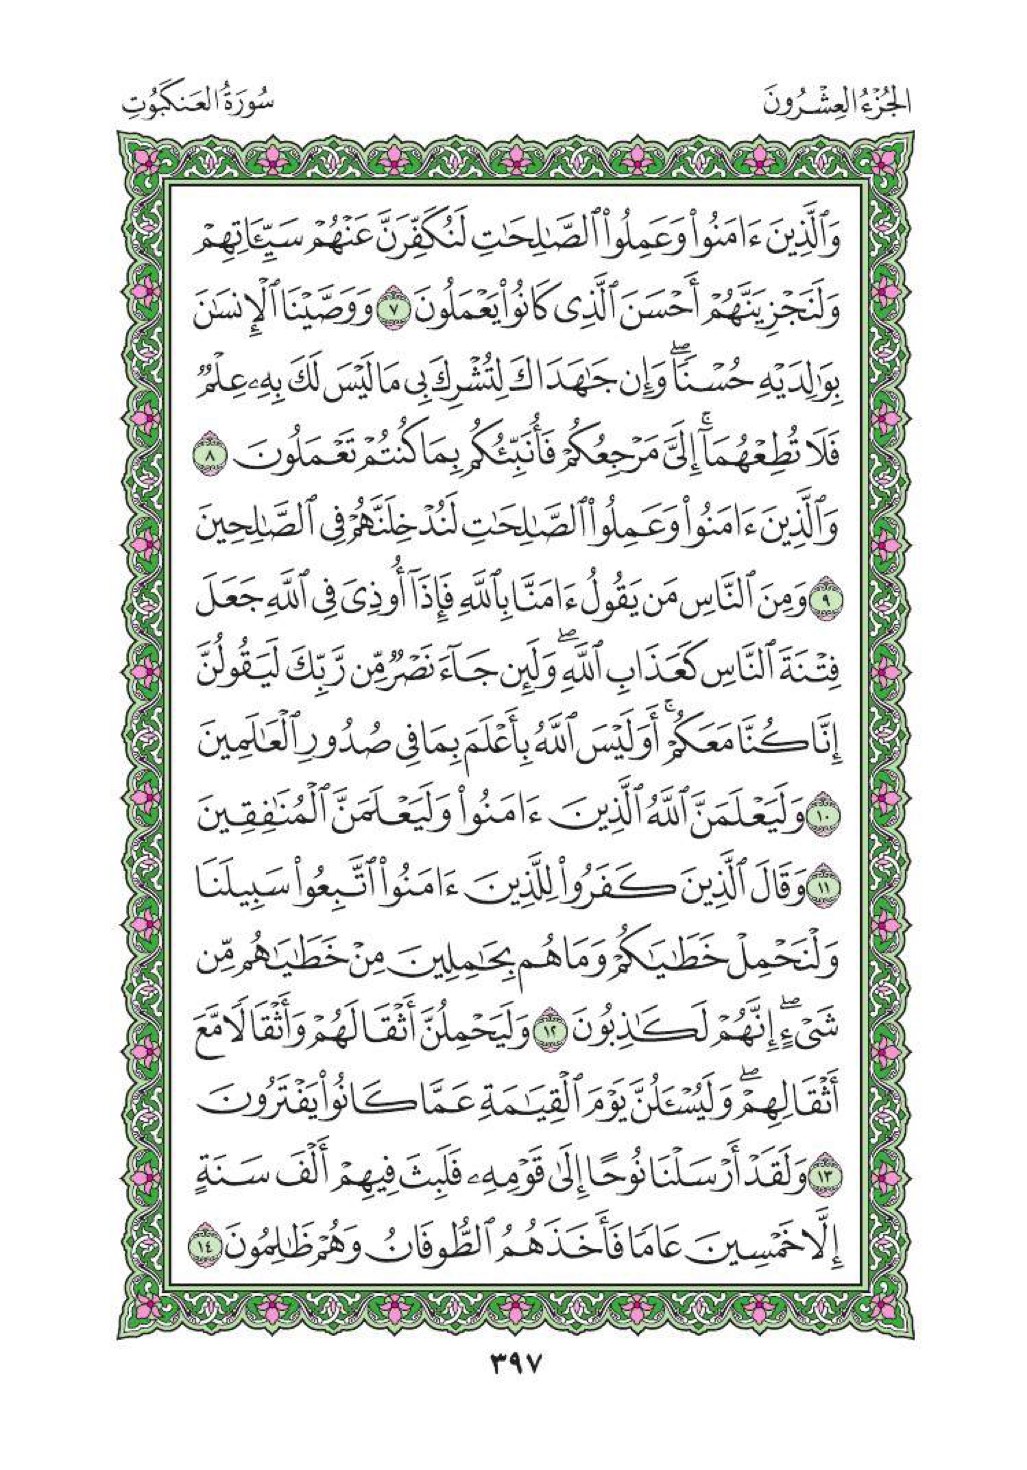 الجُزْءُ العِشْرُونَ
سُورَةُ العَنكَبُوتِ
وَٱلَّذِينَ ءَامَنُوا۟ وَعَمِلُوا۟ ٱلصَّـٰلِحَـٰتِ لَنُكَفِّرَنَّ عَنْهُمْ سَيِّـَٔاتِهِمْ
وَلَنَجْزِيَنَّهُمْ أَحْسَنَ ٱلَّذِى كَانُوا۟ يَعْمَلُونَ ٧ وَوَصَّيْنَا ٱلْإِنسَـٰنَ
بِوَٰلِدَيْهِ حُسْنًا ۖ وَإِن جَـٰهَدَاكَ لِتُشْرِكَ بِى مَا لَيْسَ لَكَ بِهِۦ عِلْمٌ
فَلَا تُطِعْهُمَآ ۚ إِلَىَّ مَرْجِعُكُمْ فَأُنَبِّئُكُم بِمَا كُنتُمْ تَعْمَلُونَ ٨
وَٱلَّذِينَ ءَامَنُوا۟ وَعَمِلُوا۟ ٱلصَّـٰلِحَـٰتِ لَنُدْخِلَنَّهُمْ فِى ٱلصَّـٰلِحِينَ
٩ وَمِنَ ٱلنَّاسِ مَن يَقُولُ ءَامَنَّا بِٱللَّهِ فَإِذَآ أُوذِىَ فِى ٱللَّهِ جَعَلَ
فِتْنَةَ ٱلنَّاسِ كَعَذَابِ ٱللَّهِ ۖ وَلَئِن جَآءَ نَصْرٌ مِّن رَّبِّكَ لَيَقُولُنَّ
إِنَّا كُنَّا مَعَكُمْ ۚ أَوَلَيْسَ ٱللَّهُ بِأَعْلَمَ بِمَا فِى صُدُورِ ٱلْعَـٰلَمِينَ
١٠ وَلَيَعْلَمَنَّ ٱللَّهُ ٱلَّذِينَ ءَامَنُوا۟ وَلَيَعْلَمَنَّ ٱلْمُنَـٰفِقِينَ
١١ وَقَالَ ٱلَّذِينَ كَفَرُوا۟ لِلَّذِينَ ءَامَنُوا۟ ٱتَّبِعُوا۟ سَبِيلَنَا
وَلْنَحْمِلْ خَطَـٰيَـٰكُمْ وَمَا هُم بِحَـٰمِلِينَ مِنْ خَطَـٰيَـٰهُم مِّن
شَىْءٍ ۖ إِنَّهُمْ لَكَـٰذِبُونَ ١٢ وَلَيَحْمِلُنَّ أَثْقَالَهُمْ وَأَثْقَالًا مَّعَ
أَثْقَالِهِمْ ۖ وَلَيُسْـَٔلُنَّ يَوْمَ ٱلْقِيَـٰمَةِ عَمَّا كَانُوا۟ يَفْتَرُونَ
١٣ وَلَقَدْ أَرْسَلْنَا نُوحًا إِلَىٰ قَوْمِهِۦ فَلَبِثَ فِيهِمْ أَلْفَ سَنَةٍ
إِلَّا خَمْسِينَ عَامًا فَأَخَذَهُمُ ٱلطُّوفَانُ وَهُمْ ظَـٰلِمُونَ ١٤
٣٩٧